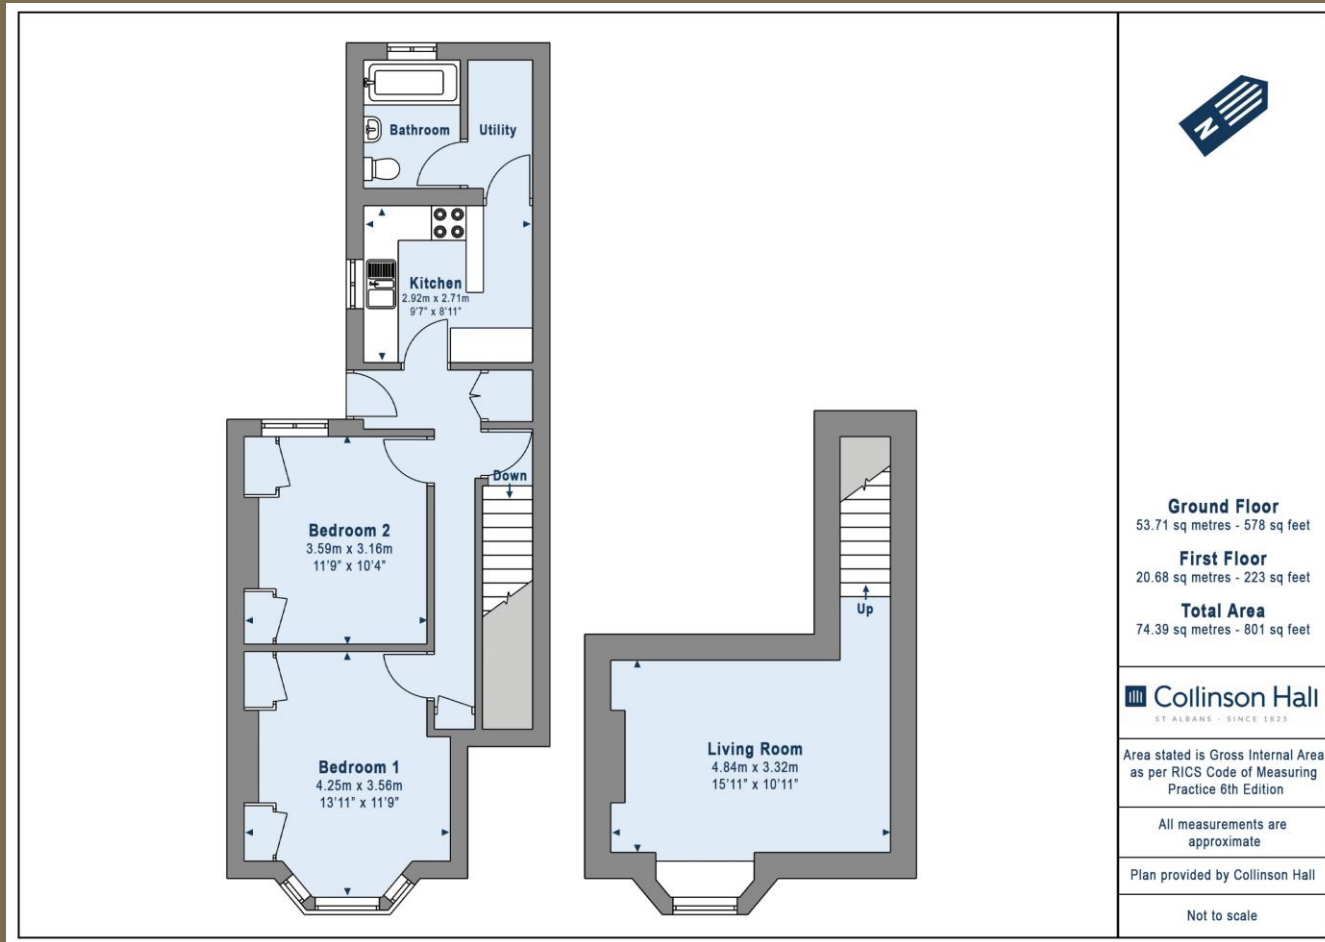 Bathroom
Utility
Kitchen
2.92m x 2.71m
9'7" x 8'11"
Down
Bedroom 2
3.59m x 3.16m
11'9" x 10'4"
Bedroom 1
4.25m x 3.56m
13'11" x 11'9"
Up
Living Room
4.84m x 3.32m
15'11" x 10'11"
N
Ground Floor
53.71 sq metres - 578 sq feet
First Floor
20.68 sq metres - 223 sq feet
Total Area
74.39 sq metres - 801 sq feet
Collinson Hall
ST ALBANS - SINCE 1825
Area stated is Gross Internal Area
as per RICS Code of Measuring
Practice 6th Edition
All measurements are
approximate
Plan provided by Collinson Hall
Not to scale